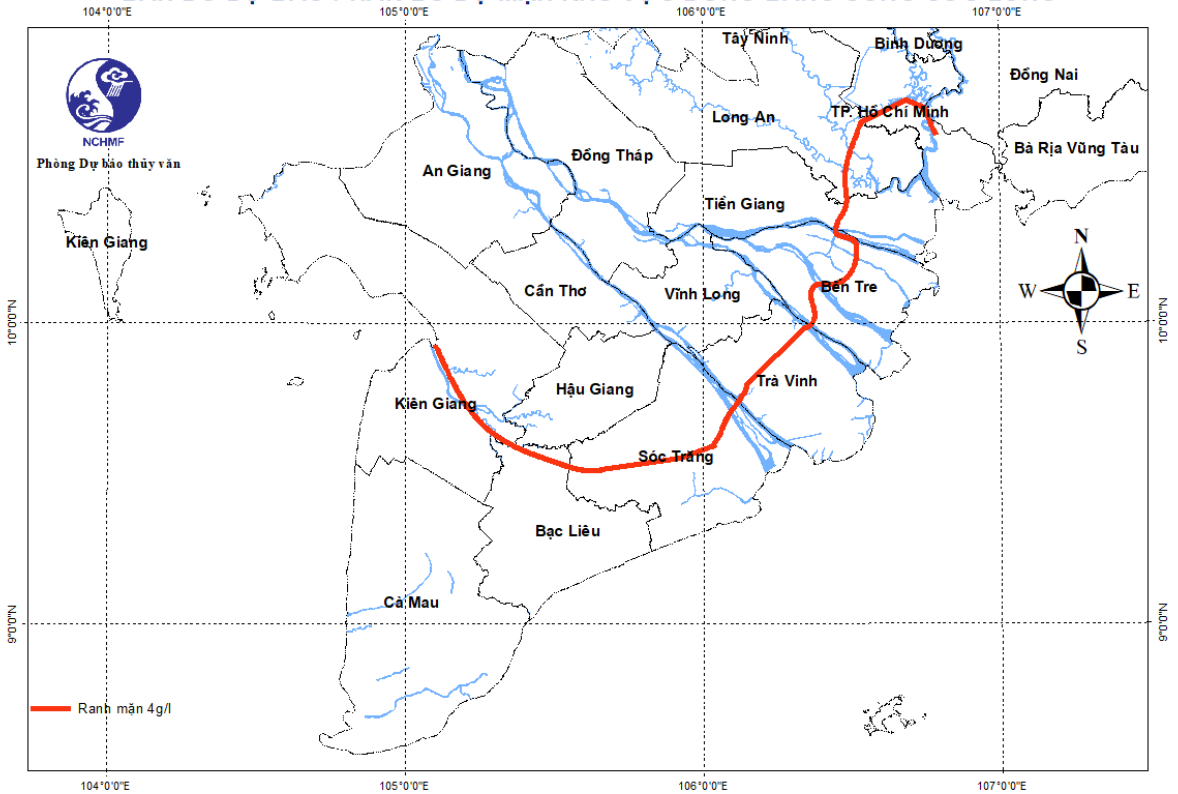 104°0'0"E
105°0'0"E
106°0'0"E
107°0'0"E
Tây Ninh
Bình Dương
Đồng Nai
NCHMF
Phòng Dự báo thủy văn
TP. Hồ Chí Minh
Long An
Bà Rịa Vũng Tàu
Đồng Tháp
An Giang
Tiền Giang
Kiên Giang
N
W
E
S
Cần Thơ
Vĩnh Long
Bến Tre
10°0'0"N
10°0'0"N
Hậu Giang
Trà Vinh
Kiên Giang
Sóc Trăng
Bạc Liêu
Cà Mau
9°0'0"N
9°0'0"N
Ranh mặn 4g/l
104°0'0"E
105°0'0"E
106°0'0"E
107°0'0"E